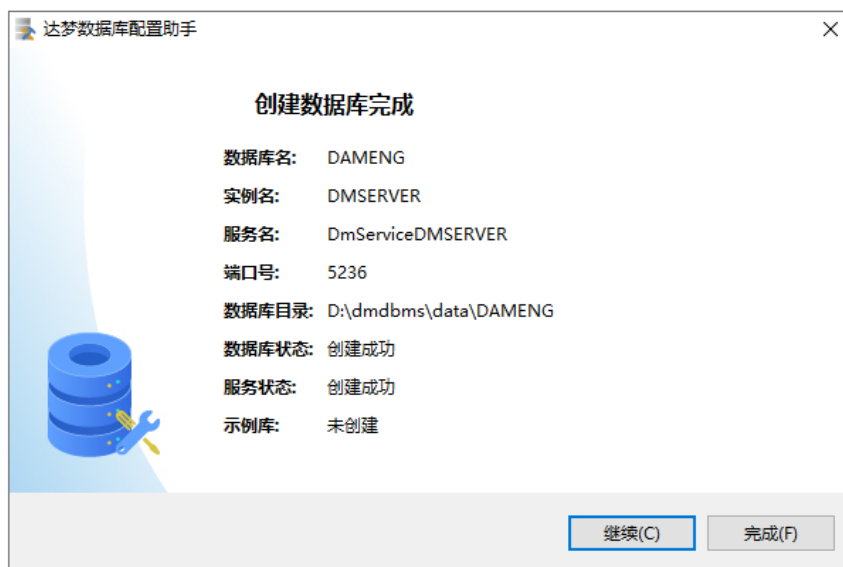 达梦数据库配置助手
创建数据库完成
数据库名: DAMENG
实例名: DMSERVER
服务名: DmServiceDMSERVER
端口号: 5236
数据库目录: D:\dmdbms\data\DAMENG
数据库状态: 创建成功
服务状态: 创建成功
示例库: 未创建
继续(C) 完成(F)